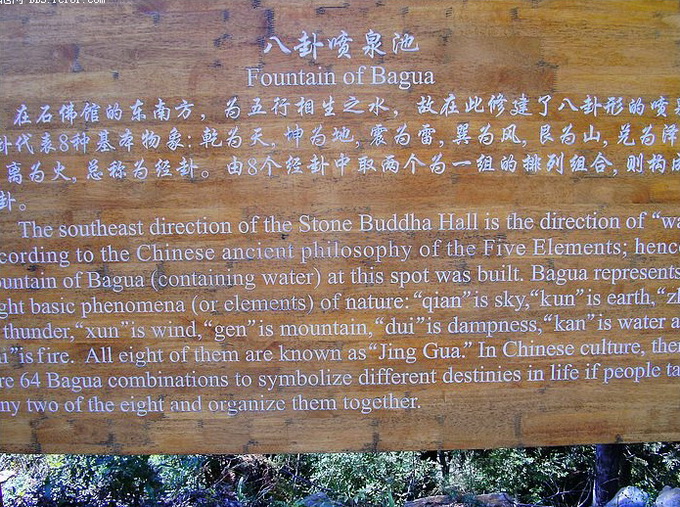 八卦喷泉池
Fountain of Bagua
在石佛馆的东南方，为五行相生之水，故在此修建了八卦形的喷泉
卦代表8种基本物象：乾为天，坤为地，震为雷，巽为风，艮为山，兑为泽
离为火，总称为经卦。由8个经卦中取两个为一组的排列组合，则构成
卦。
The southeast direction of the Stone Buddha Hall is the direction of “wa
cording to the Chinese ancient philosophy of the Five Elements; henc
ountain of Bagua (containing water) at this spot was built. Bagua represents
ght basic phenomena (or elements) of nature: “qian” is sky, “kun” is earth, “zh
thunder, “xun” is wind, “gen” is mountain, “dui” is dampness, “kan” is water a
i” is fire. All eight of them are known as “Jing Gua.” In Chinese culture, ther
re 64 Bagua combinations to symbolize different destinies in life if people ta
ny two of the eight and organize them together.